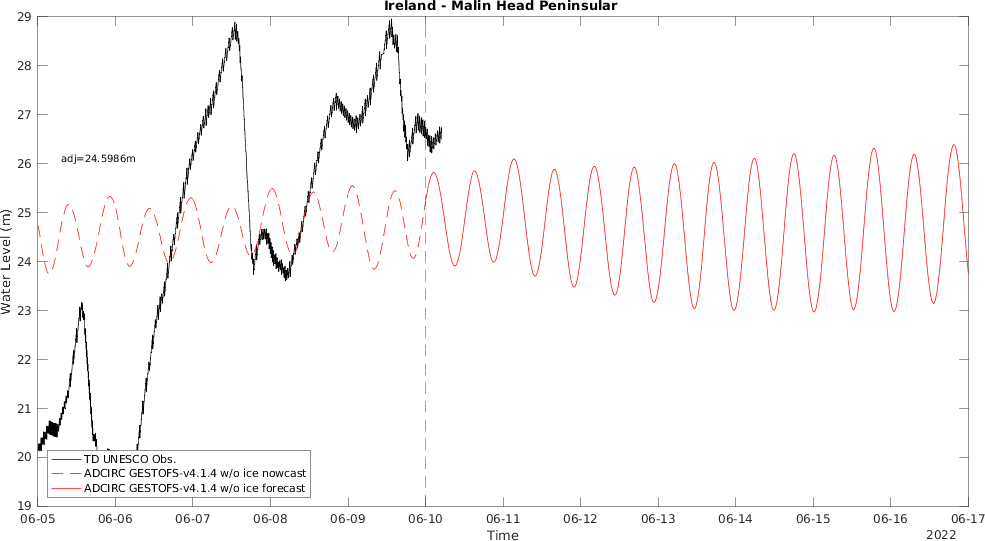 Ireland - Malin Head Peninsular
29
28
27
26
25
24
23
22
21
20
19
Water Level (m)
adj=24.5986m
TD UNESCO Obs.
ADCIRC GESTOFS-v4.1.4 w/o ice nowcast
ADCIRC GESTOFS-v4.1.4 w/o ice forecast
06-05 06-06 06-07 06-08 06-09 06-10 06-11 06-12 06-13 06-14 06-15 06-16 06-17
Time
2022